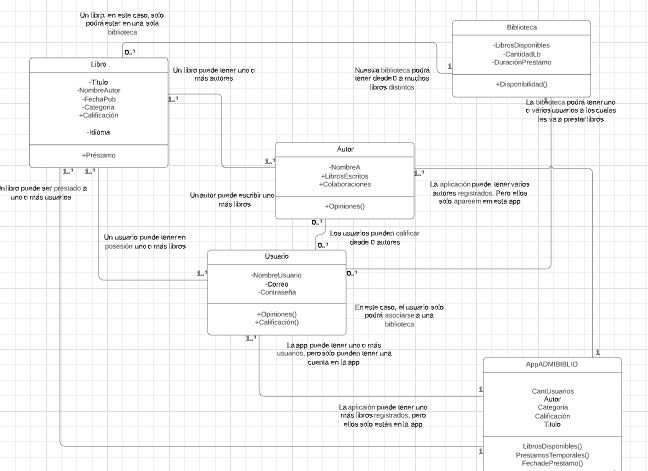 Un libro, en este caso, solo
podrá estar en una sola
biblioteca
0..*
Biblioteca
-LibrosDisponibles
-CantidadLb
-DuraciónPrestamo
+Disponibilidad()
1
Libro
-Titulo
-NombreAutor
-FechaPub
-Categoria
+Calificación
-Idioma
+Préstamo
Un libro puede tener uno o
más autores
1..*
Nuestra biblioteca podrá
tener desde 0 a muchos
libros distintos
La biblioteca podrá tener uno
o varios usuarios a los cuales
les va a prestar libros
1..*
Autor
-NombreA
+LibrosEscritos
+Colaboraciones
+Opiniones()
1..*
1..*
1..*
Un libro puede ser prestado a
uno o más usuarios
Un autor puede escribir uno
más libros
La aplicación puede tener varios
autores registrados. Pero ellos
solo aparecen en esta app
0..*
Los usuarios pueden calificar
desde 0 autores
0..*
Un usuario puede tener en
posesión uno o más libros
1..*
Usuario
-NombreUsuario
-Correo
-Contraseña
+Opiniones()
+Calificación()
0..*
En este caso, el usuario solo
podrá asociarse a una
biblioteca
1..*
La app puede tener uno o más
usuarios, pero solo pueden tener una
cuenta en la app
1
AppADMIBIBLIO
CantUsuarios
Autor
Categoria
Calificación
Titulo
LibrosDisponibles()
PrestamosTemporales()
FechadePrestamo()
1
La aplicación puede tener uno
más libros registrados, pero
ellos solo están en la app
1